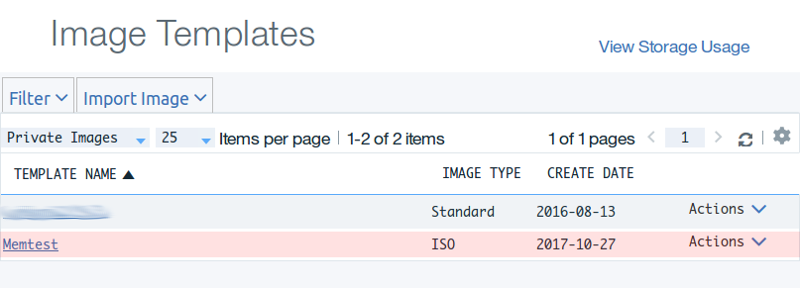 Image Templates
View Storage Usage
Filter Import Image
Private Images 25 Items per page 1-2 of 2 items 1 of 1 pages 1
TEMPLATE NAME IMAGE TYPE CREATE DATE
Standard 2016-08-13 Actions
Memtest ISO 2017-10-27 Actions